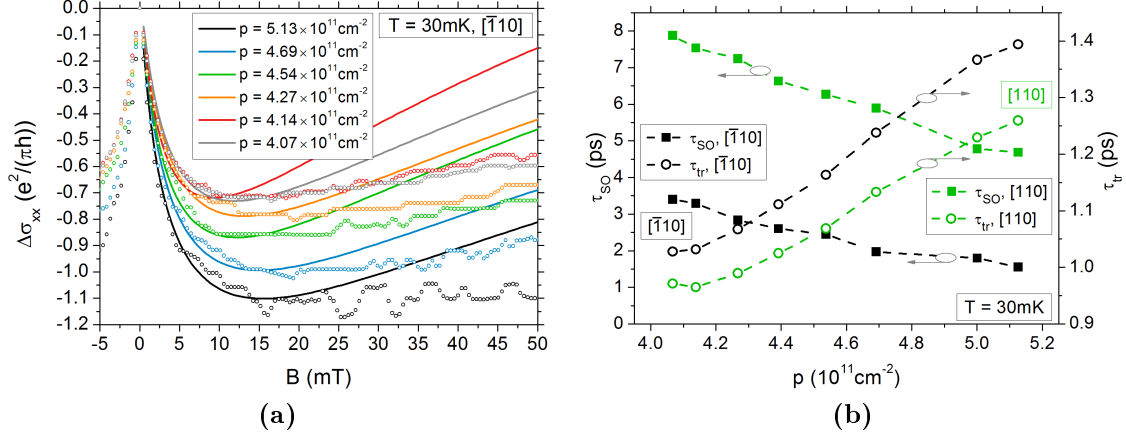 Δσxx (e²/(πh))
0.0
-0.1
-0.2
-0.3
-0.4
-0.5
-0.6
-0.7
-0.8
-0.9
-1.0
-1.1
-1.2
p = 5.13×10¹¹cm⁻²
p = 4.69×10¹¹cm⁻²
p = 4.54×10¹¹cm⁻²
p = 4.27×10¹¹cm⁻²
p = 4.14×10¹¹cm⁻²
p = 4.07×10¹¹cm⁻²
T = 30mK, [1̅10]
-5 0 5 10 15 20 25 30 35 40 45 50
B (mT)
(a)
τSO (ps)
8
7
6
5
4
3
2
1
0
τSO, [1̅10]
τtr, [1̅10]
[1̅10]
[110]
τSO, [110]
τtr, [110]
T = 30mK
1.4
1.3
1.2
1.1
1.0
0.9
τtr (ps)
4.0 4.2 4.4 4.6 4.8 5.0 5.2
p (10¹¹cm⁻²)
(b)